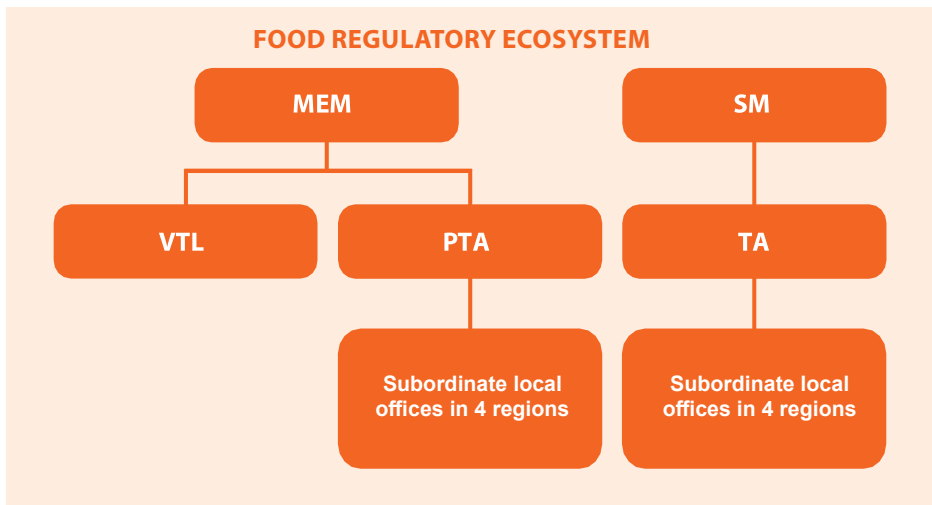 FOOD REGULATORY ECOSYSTEM
MEM
SM
VTL
PTA
TA
Subordinate local
offices in 4 regions
Subordinate local
offices in 4 regions